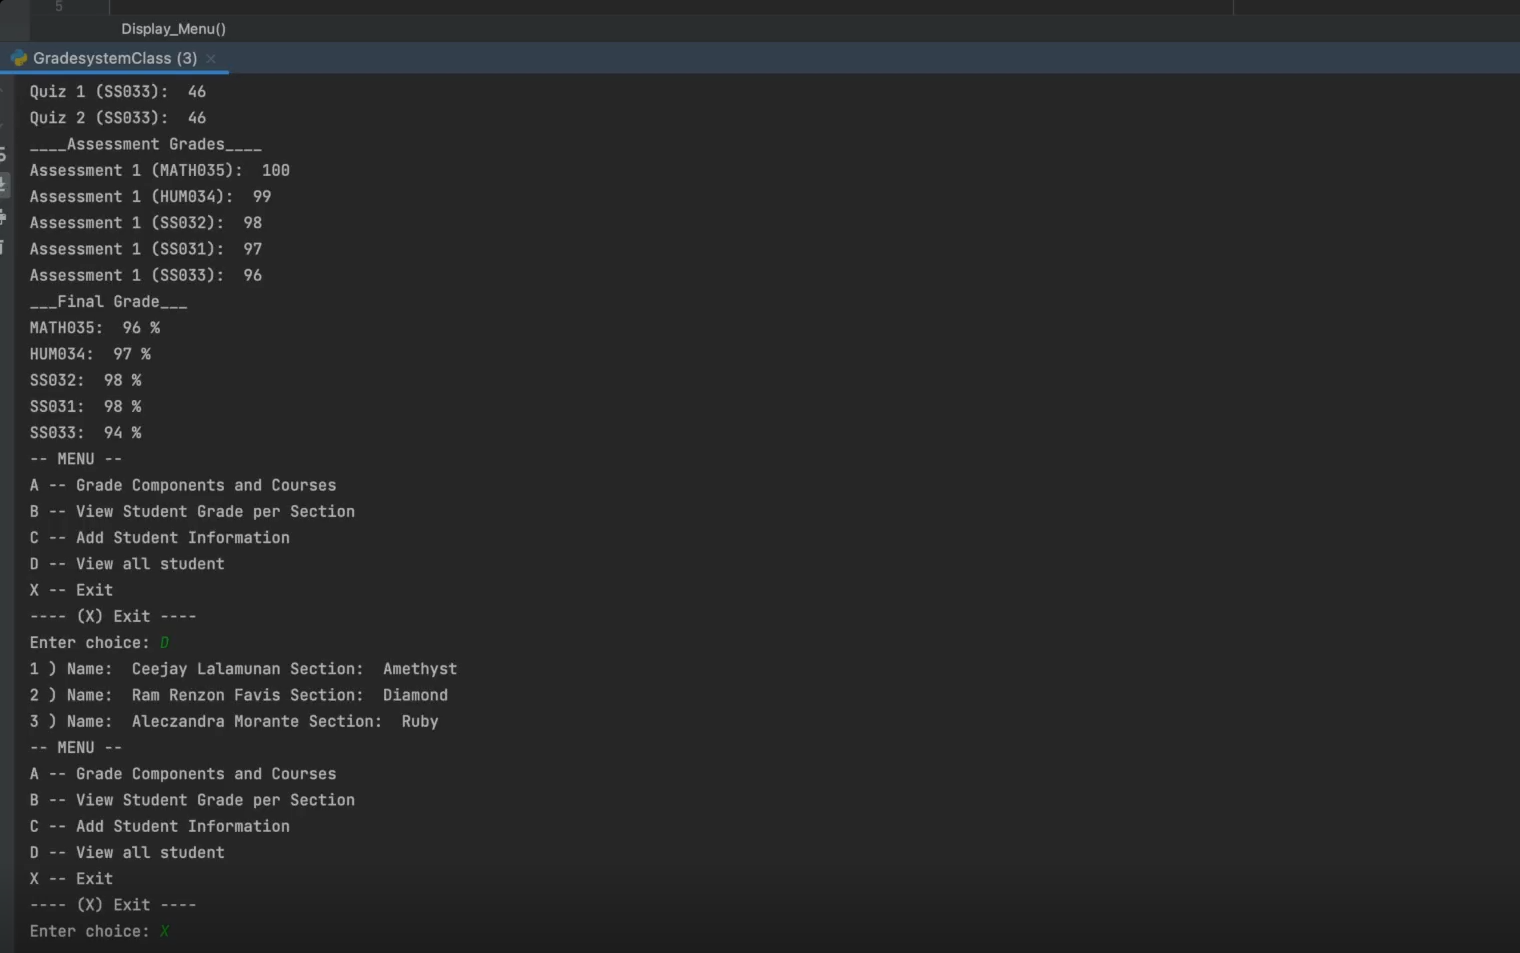 5
Display_Menu()
GradesystemClass (3) ×
Quiz 1 (SS033):  46
Quiz 2 (SS033):  46
____Assessment Grades____
Assessment 1 (MATH035):  100
Assessment 1 (HUM034):  99
Assessment 1 (SS032):  98
Assessment 1 (SS031):  97
Assessment 1 (SS033):  96
___Final Grade___
MATH035:  96 %
HUM034:  97 %
SS032:  98 %
SS031:  98 %
SS033:  94 %
-- MENU --
A -- Grade Components and Courses
B -- View Student Grade per Section
C -- Add Student Information
D -- View all student
X -- Exit
---- (X) Exit ----
Enter choice: D
1 ) Name:  Ceejay Lalamunan Section:  Amethyst
2 ) Name:  Ram Renzon Favis Section:  Diamond
3 ) Name:  Aleczandra Morante Section:  Ruby
-- MENU --
A -- Grade Components and Courses
B -- View Student Grade per Section
C -- Add Student Information
D -- View all student
X -- Exit
---- (X) Exit ----
Enter choice: X